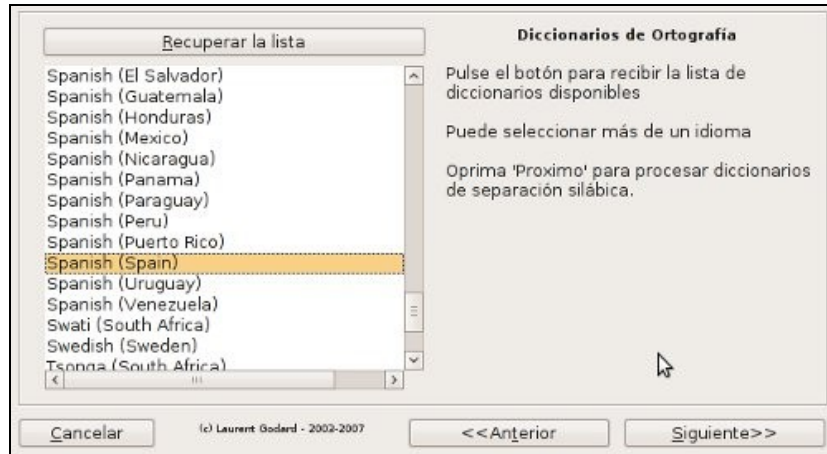 Recuperar la lista
Spanish (El Salvador)
Spanish (Guatemala)
Spanish (Honduras)
Spanish (Mexico)
Spanish (Nicaragua)
Spanish (Panama)
Spanish (Paraguay)
Spanish (Peru)
Spanish (Puerto Rico)
Spanish (Spain)
Spanish (Uruguay)
Spanish (Venezuela)
Swati (South Africa)
Swedish (Sweden)
Tsonga (South Africa)
Diccionarios de Ortografía
Pulse el botón para recibir la lista de
diccionarios disponibles
Puede seleccionar más de un idioma
Oprima 'Proximo' para procesar diccionarios
de separación silábica.
Cancelar
(c) Laurent Godard - 2002-2007
<<Anterior
Siguiente>>